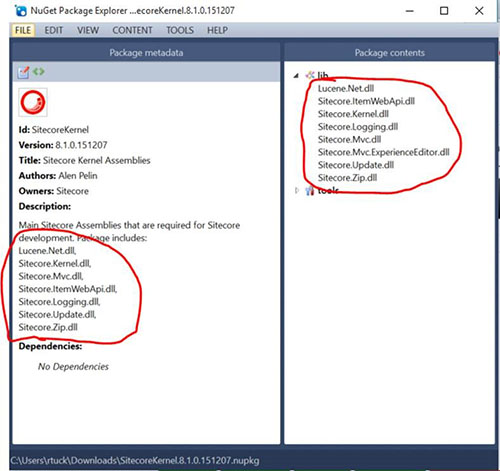 NuGet Package Explorer ...ecoreKernel.8.1.0.151207.nupkg
FILE EDIT VIEW CONTENT TOOLS HELP
Package metadata
Id: SitecoreKernel
Version: 8.1.0.151207
Title: Sitecore Kernel Assemblies
Authors: Alen Pelin
Owners: Sitecore
Description:
Main Sitecore Assemblies that are required for Sitecore
development. Package includes:
Lucene.Net.dll,
Sitecore.Kernel.dll,
Sitecore.Mvc.dll,
Sitecore.ItemWebApi.dll,
Sitecore.Logging.dll,
Sitecore.Update.dll,
Sitecore.Zip.dll
Dependencies:
No Dependencies
Package contents
lib
Lucene.Net.dll
Sitecore.ItemWebApi.dll
Sitecore.Kernel.dll
Sitecore.Logging.dll
Sitecore.Mvc.dll
Sitecore.Mvc.ExperienceEditor.dll
Sitecore.Update.dll
Sitecore.Zip.dll
tools
C:\Users\rtuck\Downloads\SitecoreKernel.8.1.0.151207.nupkg